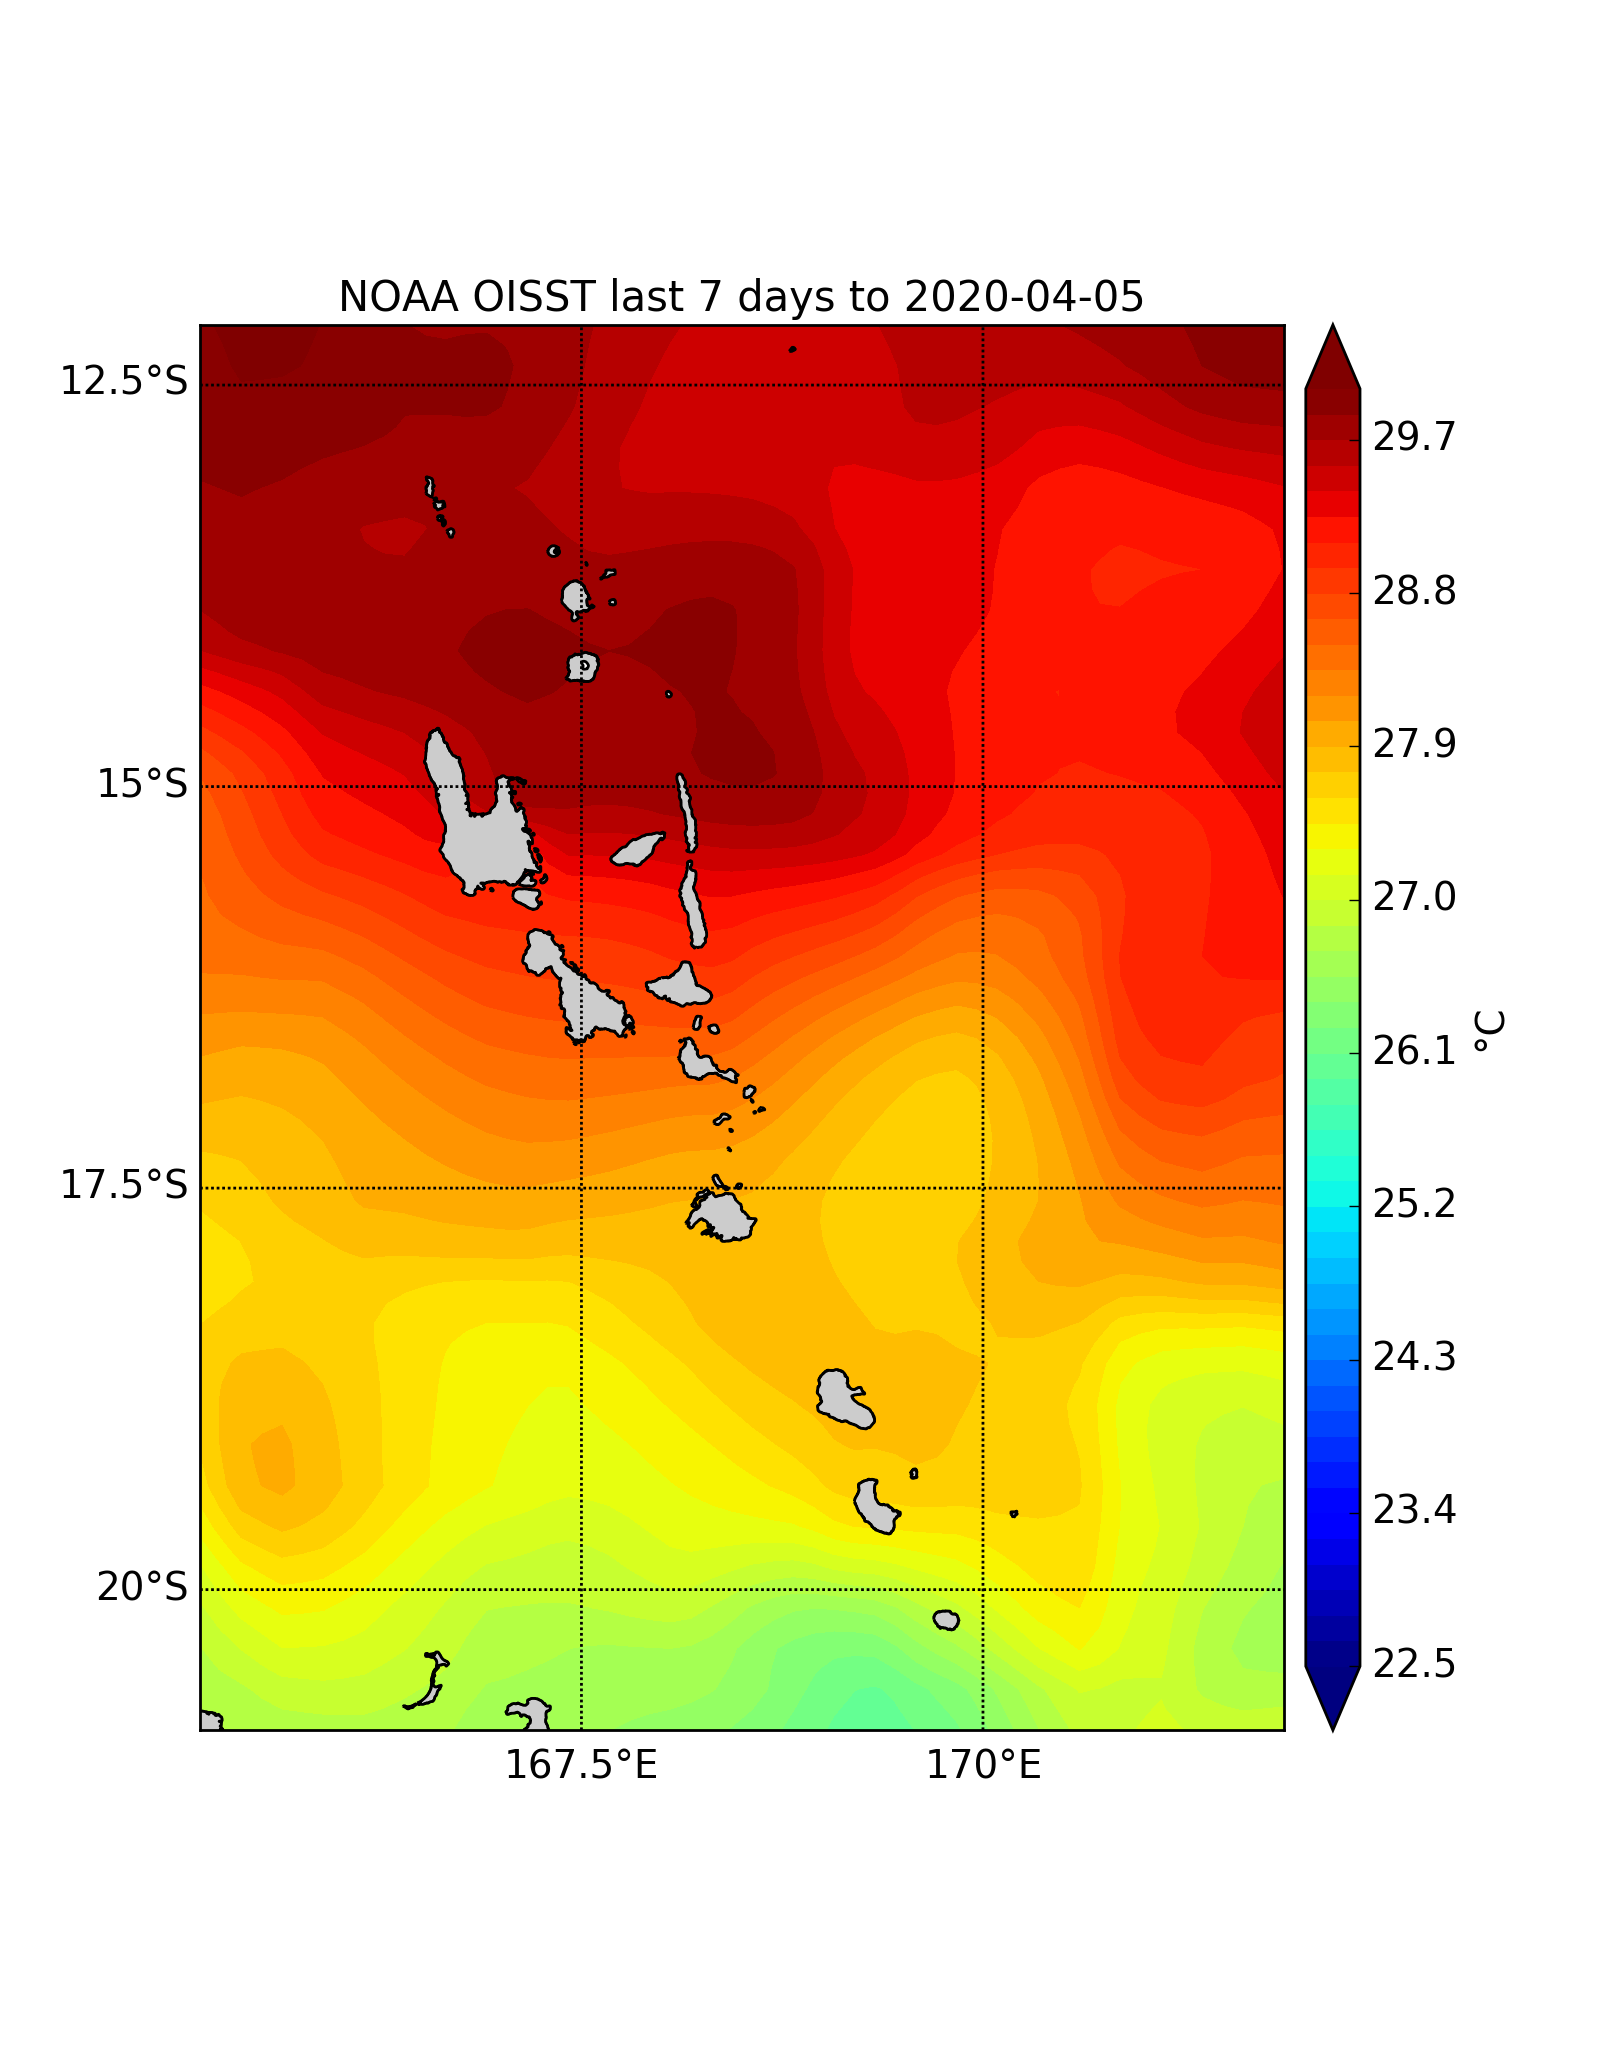 NOAA OISST last 7 days to 2020-04-05
12.5°S
15°S
17.5°S
20°S
167.5°E
170°E
29.7
28.8
27.9
27.0
26.1
25.2
24.3
23.4
22.5
°C